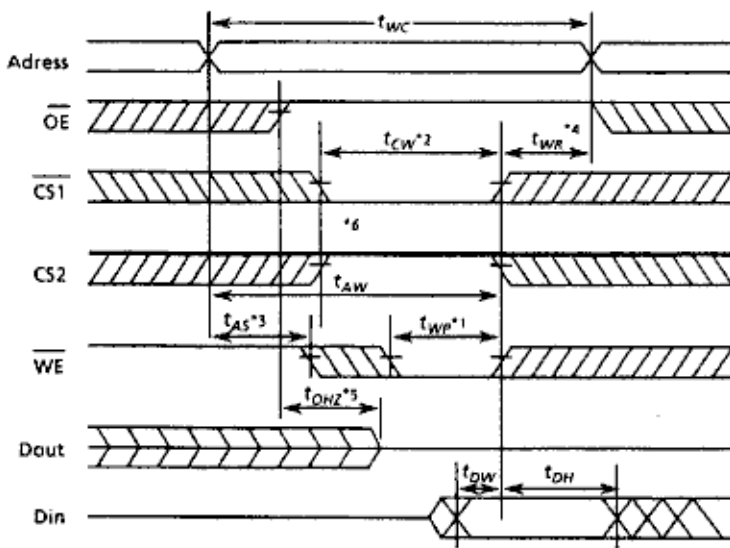 tWC
Adress
OE
tCW*2
tWR*4
CS1
*6
CS2
tAW
tAS*3
tWP*1
WE
tOHZ*5
Dout
tDW
tDH
Din